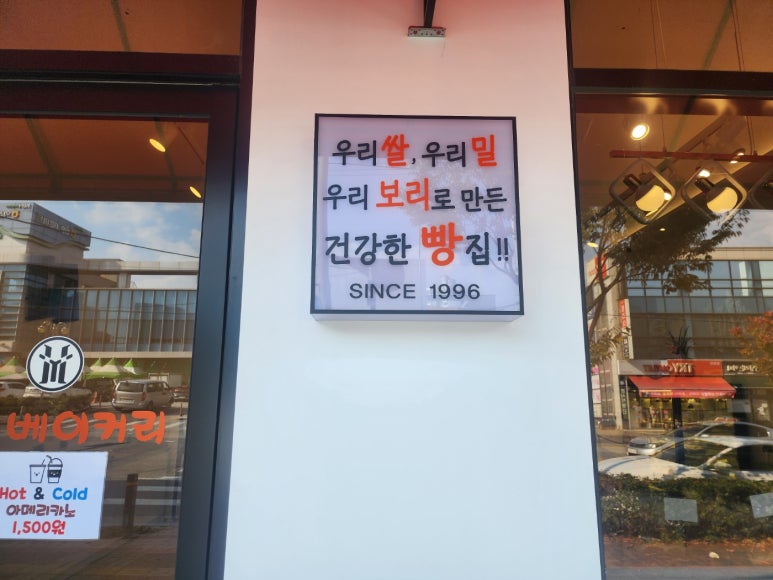 우리쌀, 우리밀
우리 보리로 만든
건강한 빵집!!
SINCE 1996
베이커리
Hot & Cold
아메리카노
1,500원